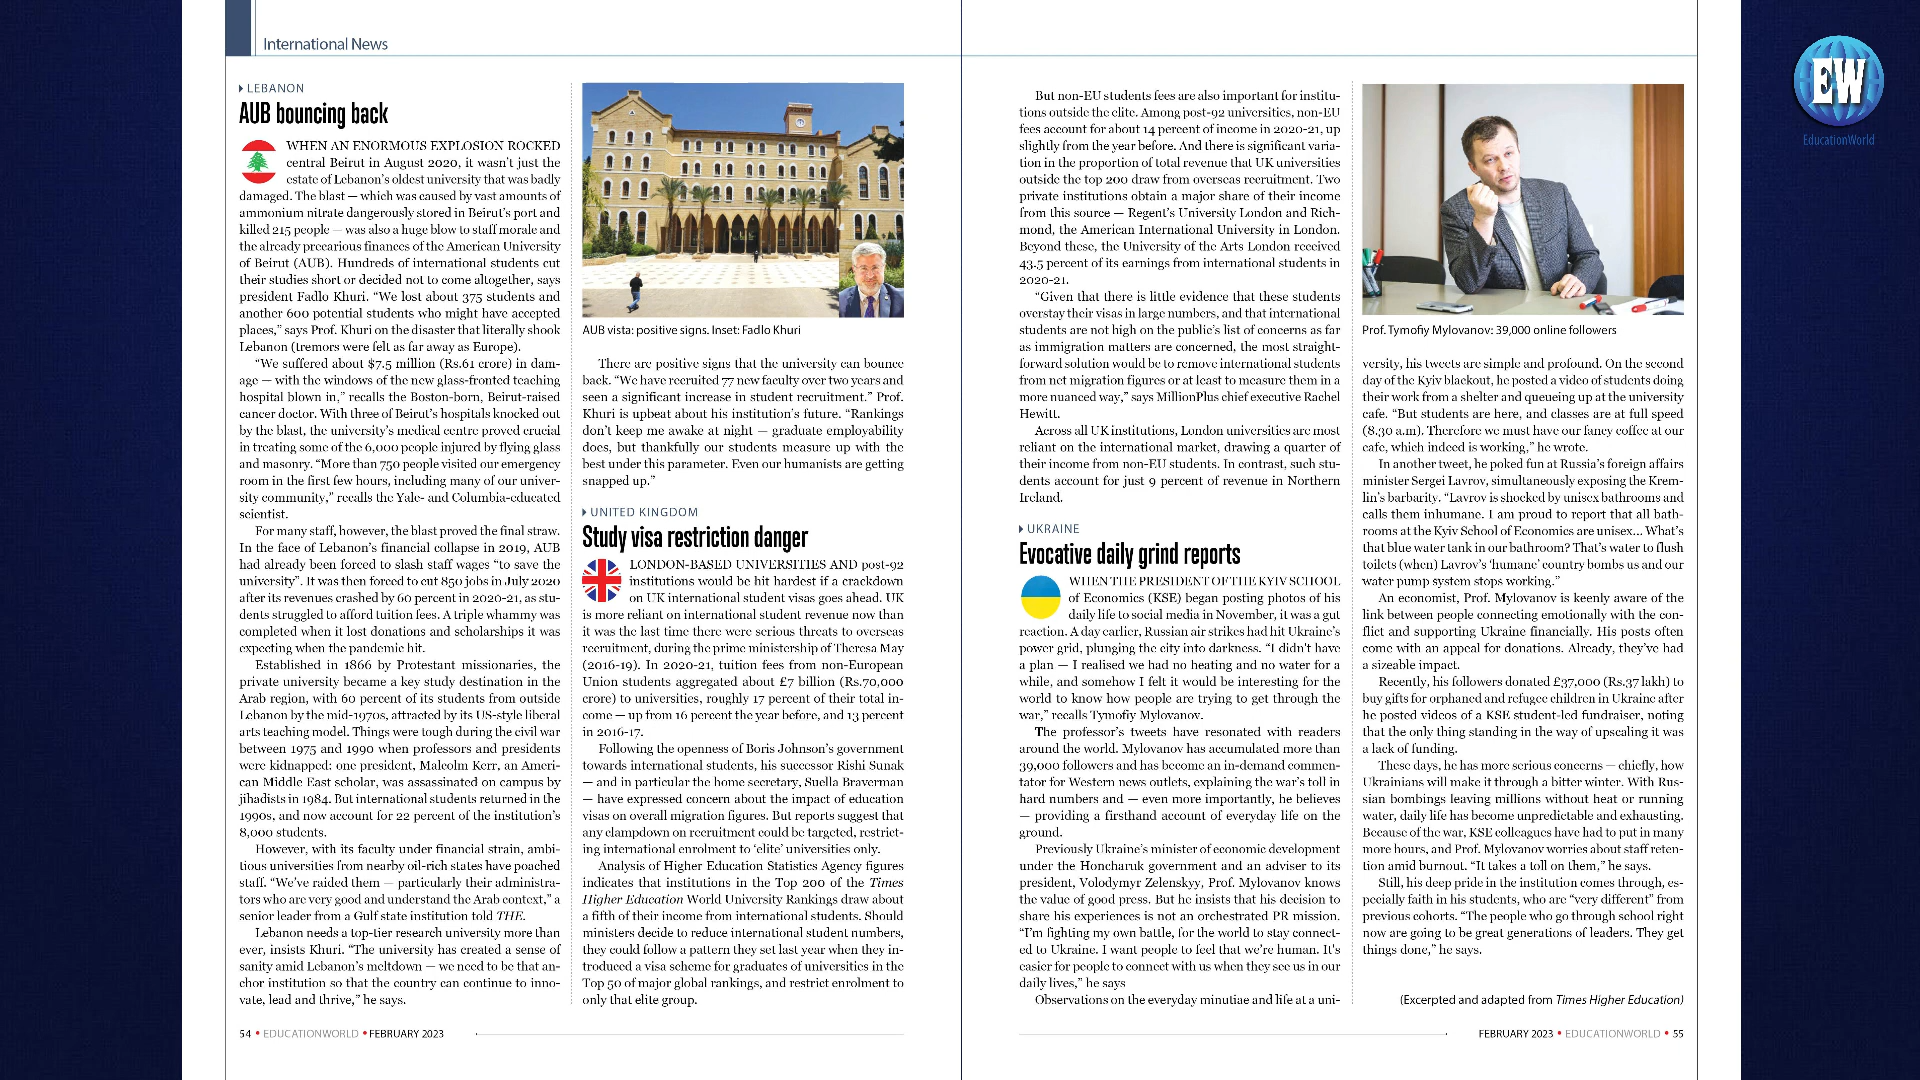 International News
LEBANON
AUB bouncing back
WHEN AN ENORMOUS EXPLOSION ROCKED
central Beirut in August 2020, it wasn't just the
estate of Lebanon's oldest university that was badly
damaged. The blast — which was caused by vast amounts of
ammonium nitrate dangerously stored in Beirut's port and
killed 215 people — was also a huge blow to staff morale and
the already precarious finances of the American University
of Beirut (AUB). Hundreds of international students cut
their studies short or decided not to come altogether, says
president Fadlo Khuri. “We lost about 375 students and
another 600 potential students who might have accepted
places,” says Prof. Khuri on the disaster that literally shook
Lebanon (tremors were felt as far away as Europe).
“We suffered about $7.5 million (Rs.61 crore) in dam-
age — with the windows of the new glass-fronted teaching
hospital blown in,” recalls the Boston-born, Beirut-raised
cancer doctor. With three of Beirut's hospitals knocked out
by the blast, the university's medical centre proved crucial
in treating some of the 6,000 people injured by flying glass
and masonry. “More than 750 people visited our emergency
room in the first few hours, including many of our univer-
sity community,” recalls the Yale- and Columbia-educated
scientist.
For many staff, however, the blast proved the final straw.
In the face of Lebanon's financial collapse in 2019, AUB
had already been forced to slash staff wages “to save the
university”. It was then forced to cut 850 jobs in July 2020
after its revenues crashed by 60 percent in 2020-21, as stu-
dents struggled to afford tuition fees. A triple whammy was
completed when it lost donations and scholarships it was
expecting when the pandemic hit.
Established in 1866 by Protestant missionaries, the
private university became a key study destination in the
Arab region, with 60 percent of its students from outside
Lebanon by the mid-1970s, attracted by its US-style liberal
arts teaching model. Things were tough during the civil war
between 1975 and 1990 when professors and presidents
were kidnapped: one president, Malcolm Kerr, an Ameri-
can Middle East scholar, was assassinated on campus by
jihadists in 1984. But international students returned in the
1990s, and now account for 22 percent of the institution's
8,000 students.
However, with its faculty under financial strain, ambi-
tious universities from nearby oil-rich states have poached
staff. “We've raided them — particularly their administra-
tors who are very good and understand the Arab context,” a
senior leader from a Gulf state institution told THE.
Lebanon needs a top-tier research university more than
ever, insists Khuri. “The university has created a sense of
sanity amid Lebanon's meltdown — we need to be that an-
chor institution so that the country can continue to inno-
vate, lead and thrive,” he says.
AUB vista: positive signs. Inset: Fadlo Khuri
There are positive signs that the university can bounce
back. “We have recruited 77 new faculty over two years and
seen a significant increase in student recruitment.” Prof.
Khuri is upbeat about his institution's future. “Rankings
don't keep me awake at night — graduate employability
does, but thankfully our students measure up with the
best under this parameter. Even our humanists are getting
snapped up.”
UNITED KINGDOM
Study visa restriction danger
LONDON-BASED UNIVERSITIES AND post-92
institutions would be hit hardest if a crackdown
on UK international student visas goes ahead. UK
is more reliant on international student revenue now than
it was the last time there were serious threats to overseas
recruitment, during the prime ministership of Theresa May
(2016-19). In 2020-21, tuition fees from non-European
Union students aggregated about £7 billion (Rs.70,000
crore) to universities, roughly 17 percent of their total in-
come — up from 16 percent the year before, and 13 percent
in 2016-17.
Following the openness of Boris Johnson's government
towards international students, his successor Rishi Sunak
— and in particular the home secretary, Suella Braverman
— have expressed concern about the impact of education
visas on overall migration figures. But reports suggest that
any clampdown on recruitment could be targeted, restrict-
ing international enrolment to ‘elite’ universities only.
Analysis of Higher Education Statistics Agency figures
indicates that institutions in the Top 200 of the Times
Higher Education World University Rankings draw about
a fifth of their income from international students. Should
ministers decide to reduce international student numbers,
they could follow a pattern they set last year when they in-
troduced a visa scheme for graduates of universities in the
Top 50 of major global rankings, and restrict enrolment to
only that elite group.
54 • EDUCATIONWORLD • FEBRUARY 2023
But non-EU students fees are also important for institu-
tions outside the elite. Among post-92 universities, non-EU
fees account for about 14 percent of income in 2020-21, up
slightly from the year before. And there is significant varia-
tion in the proportion of total revenue that UK universities
outside the top 200 draw from overseas recruitment. Two
private institutions obtain a major share of their income
from this source — Regent's University London and Rich-
mond, the American International University in London.
Beyond these, the University of the Arts London received
43.5 percent of its earnings from international students in
2020-21.
“Given that there is little evidence that these students
overstay their visas in large numbers, and that international
students are not high on the public's list of concerns as far
as immigration matters are concerned, the most straight-
forward solution would be to remove international students
from net migration figures or at least to measure them in a
more nuanced way,” says MillionPlus chief executive Rachel
Hewitt.
Across all UK institutions, London universities are most
reliant on the international market, drawing a quarter of
their income from non-EU students. In contrast, such stu-
dents account for just 9 percent of revenue in Northern
Ireland.
UKRAINE
Evocative daily grind reports
WHEN THE PRESIDENT OF THE KYIV SCHOOL
of Economics (KSE) began posting photos of his
daily life to social media in November, it was a gut
reaction. A day earlier, Russian air strikes had hit Ukraine's
power grid, plunging the city into darkness. “I didn't have
a plan — I realised we had no heating and no water for a
while, and somehow I felt it would be interesting for the
world to know how people are trying to get through the
war,” recalls Tymofiy Mylovanov.
The professor's tweets have resonated with readers
around the world. Mylovanov has accumulated more than
39,000 followers and has become an in-demand commen-
tator for Western news outlets, explaining the war's toll in
hard numbers and — even more importantly, he believes
— providing a firsthand account of everyday life on the
ground.
Previously Ukraine's minister of economic development
under the Honcharuk government and an adviser to its
president, Volodymyr Zelenskyy, Prof. Mylovanov knows
the value of good press. But he insists that his decision to
share his experiences is not an orchestrated PR mission.
“I'm fighting my own battle, for the world to stay connect-
ed to Ukraine. I want people to feel that we're human. It's
easier for people to connect with us when they see us in our
daily lives,” he says
Observations on the everyday minutiae and life at a uni-
Prof. Tymofiy Mylovanov: 39,000 online followers
versity, his tweets are simple and profound. On the second
day of the Kyiv blackout, he posted a video of students doing
their work from a shelter and queueing up at the university
cafe. “But students are here, and classes are at full speed
(8.30 a.m). Therefore we must have our fancy coffee at our
cafe, which indeed is working,” he wrote.
In another tweet, he poked fun at Russia's foreign affairs
minister Sergei Lavrov, simultaneously exposing the Krem-
lin's barbarity. “Lavrov is shocked by unisex bathrooms and
calls them inhumane. I am proud to report that all bath-
rooms at the Kyiv School of Economics are unisex... What's
that blue water tank in our bathroom? That's water to flush
toilets (when) Lavrov's ‘humane’ country bombs us and our
water pump system stops working.”
An economist, Prof. Mylovanov is keenly aware of the
link between people connecting emotionally with the con-
flict and supporting Ukraine financially. His posts often
come with an appeal for donations. Already, they've had
a sizeable impact.
Recently, his followers donated £37,000 (Rs.37 lakh) to
buy gifts for orphaned and refugee children in Ukraine after
he posted videos of a KSE student-led fundraiser, noting
that the only thing standing in the way of upscaling it was
a lack of funding.
These days, he has more serious concerns — chiefly, how
Ukrainians will make it through a bitter winter. With Rus-
sian bombings leaving millions without heat or running
water, daily life has become unpredictable and exhausting.
Because of the war, KSE colleagues have had to put in many
more hours, and Prof. Mylovanov worries about staff reten-
tion amid burnout. “It takes a toll on them,” he says.
Still, his deep pride in the institution comes through, es-
pecially faith in his students, who are “very different” from
previous cohorts. “The people who go through school right
now are going to be great generations of leaders. They get
things done,” he says.
(Excerpted and adapted from Times Higher Education)
FEBRUARY 2023 • EDUCATIONWORLD • 55
EW
EducationWorld